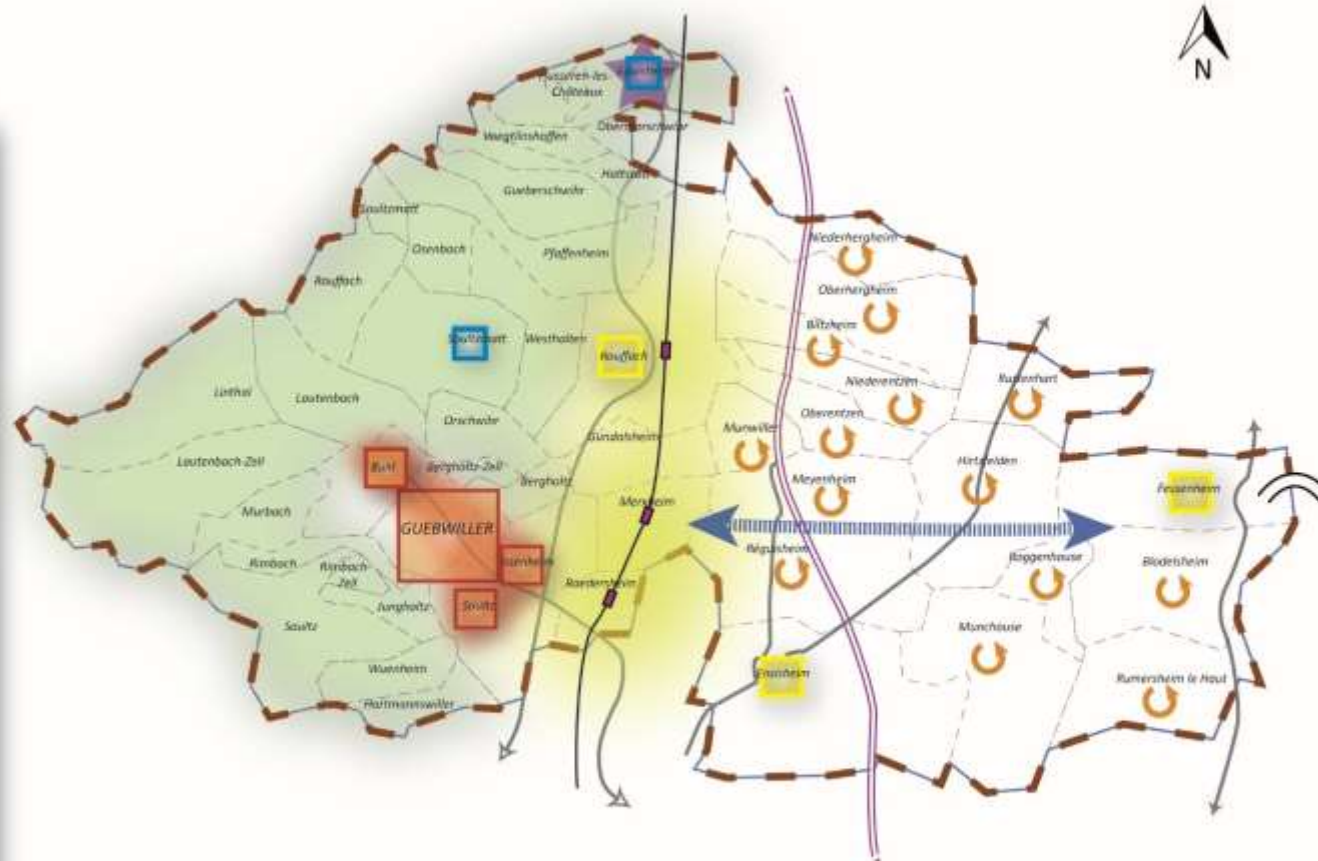 N
Husseren-les-
Châteaux
Obermorschwihr
Voegtlinshoffen
Gueberschwihr
Soultzmatt
Osenbach
Pfaffenheim
Niederhergheim
Rouffach
Oberhergheim
Biltzheim
Soultzmatt
Westhalten
Rouffach
Niederentzen
Rustenhart
Linthal
Lautenbach
Orschwihr
Oberentzen
Munwiller
Gundolsheim
Lautenbach-Zell
Buhl
Bergholtz-Zell
Bergholtz
Hirtzfelden
Meyenheim
Fessenheim
Murbach
GUEBWILLER
Merxheim
Réguisheim
Roggenhouse
Blodelsheim
Rimbach
Rimbach-
Zell
Issenheim
Raedersheim
Jungholtz
Soultz
Soultz
Munchouse
Wuenheim
Ensisheim
Rumersheim le Haut
Hartmannswiller